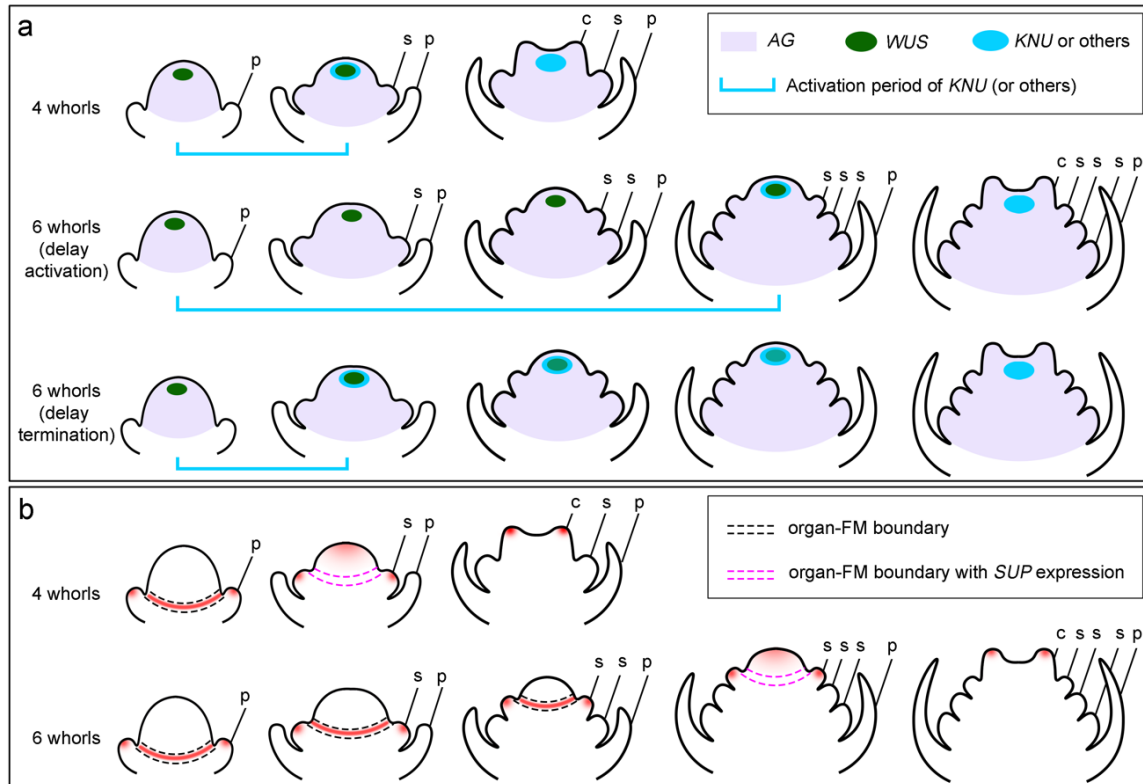 a
AG WUS KNU or others
Activation period of KNU (or others)
4 whorls
p
s p
c s p
6 whorls
(delay
activation)
p
s p
s s p
s s s p
c s s s p
6 whorls
(delay
termination)
b
organ-FM boundary
organ-FM boundary with SUP expression
4 whorls
p
s p
c s p
6 whorls
p
s p
s s p
s s s p
c s s s p